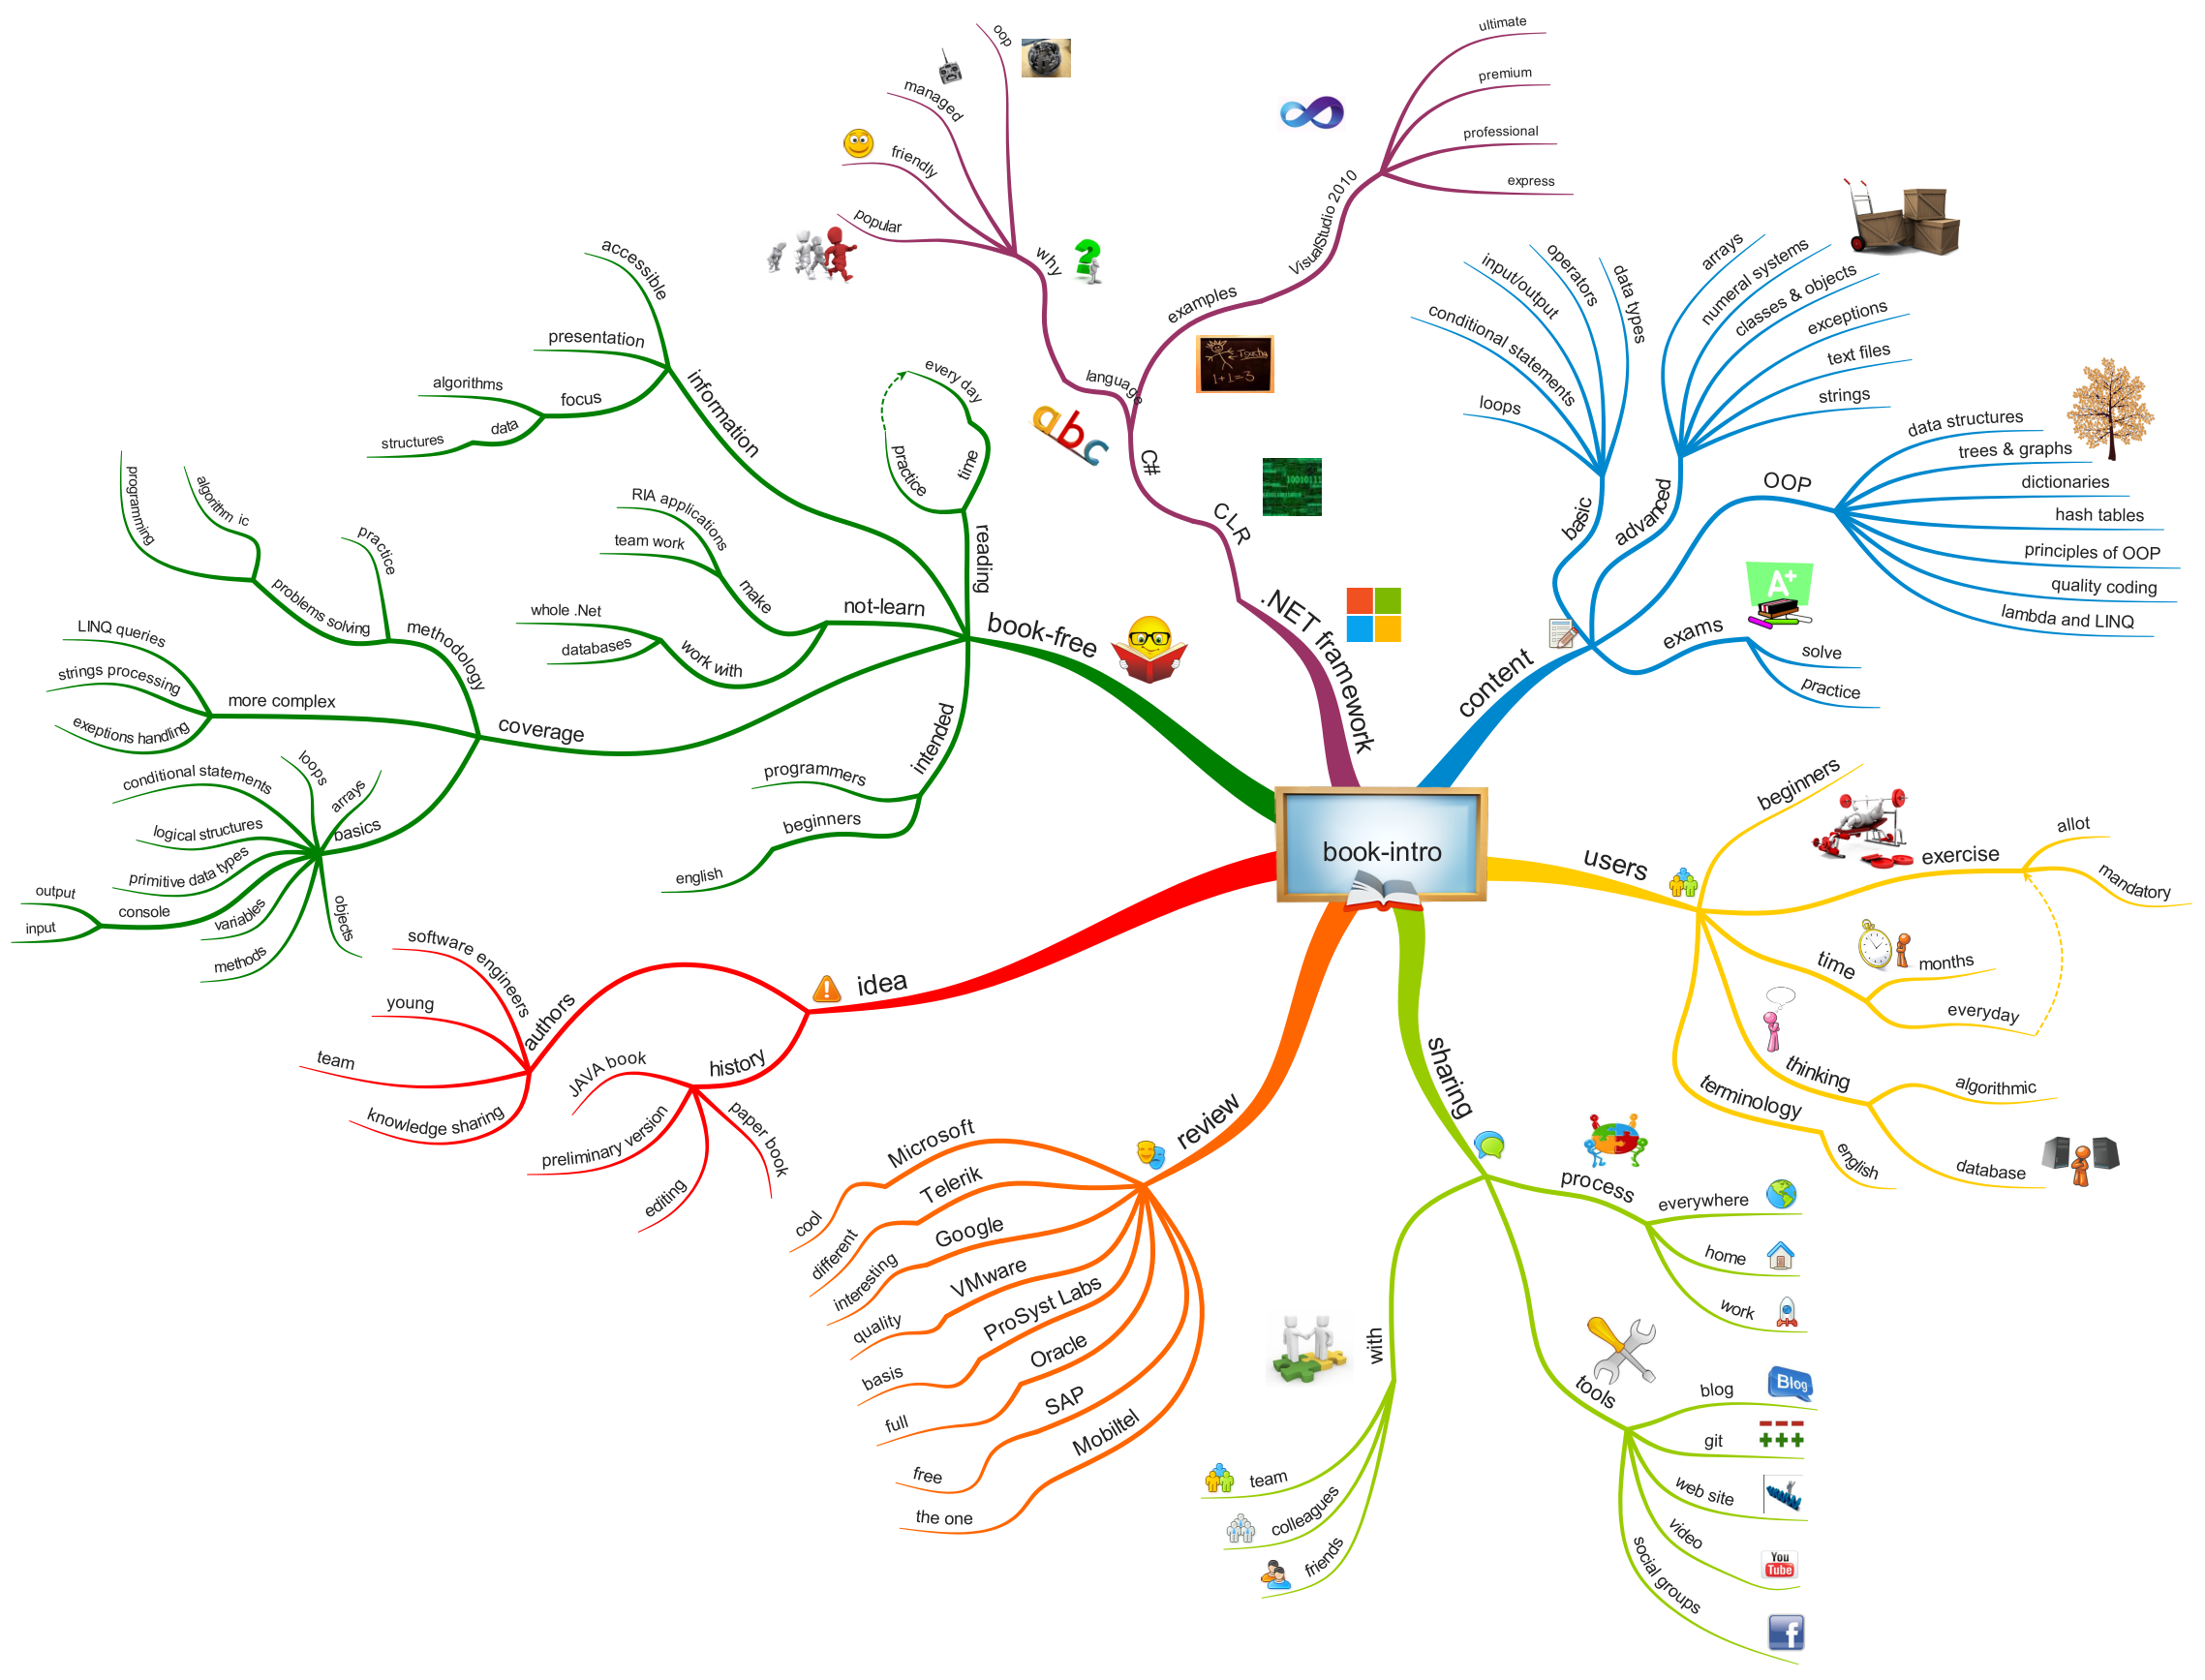 book-intro
.NET framework
CLR
C#
language
why
oop
managed
friendly
popular
examples
VisualStudio 2010
ultimate
premium
professional
express
Toucha
1+1=3
abc
10010111
content
basic
data types
operators
input/output
conditional statements
loops
advanced
arrays
numeral systems
classes & objects
exceptions
text files
strings
OOP
data structures
trees & graphs
dictionaries
hash tables
principles of OOP
quality coding
lambda and LINQ
exams
A+
solve
practice
users
beginners
exercise
allot
mandatory
time
months
everyday
thinking
algorithmic
database
terminology
english
sharing
process
everywhere
home
work
tools
blog
Blog
git
web site
video
You
Tube
social groups
f
with
team
colleagues
friends
review
Microsoft
cool
Telerik
different
Google
interesting
VMware
quality
ProSyst Labs
basis
Oracle
full
SAP
free
Mobiltel
the one
idea
authors
software engineers
young
team
knowledge sharing
history
JAVA book
preliminary version
editing
paper book
book-free
reading
time
every day
practice
information
accessible
presentation
focus
algorithms
data
structures
not-learn
make
RIA applications
team work
work with
whole .Net
databases
coverage
methodology
practice
problems solving
algorithm ic
programming
more complex
LINQ queries
strings processing
exeptions handling
basics
arrays
loops
conditional statements
logical structures
primitive data types
console
output
input
variables
methods
objects
intended
programmers
beginners
english